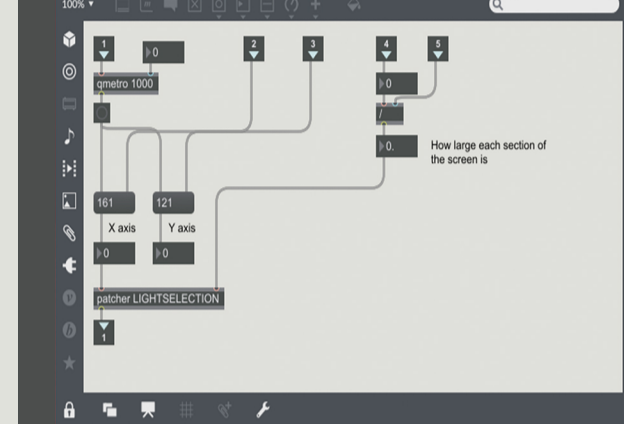 100%
1
0
2
3
4
5
qmetro 1000
0
/
0.
How large each section of
the screen is
161
121
X axis
Y axis
0
0
patcher LIGHTSELECTION
1